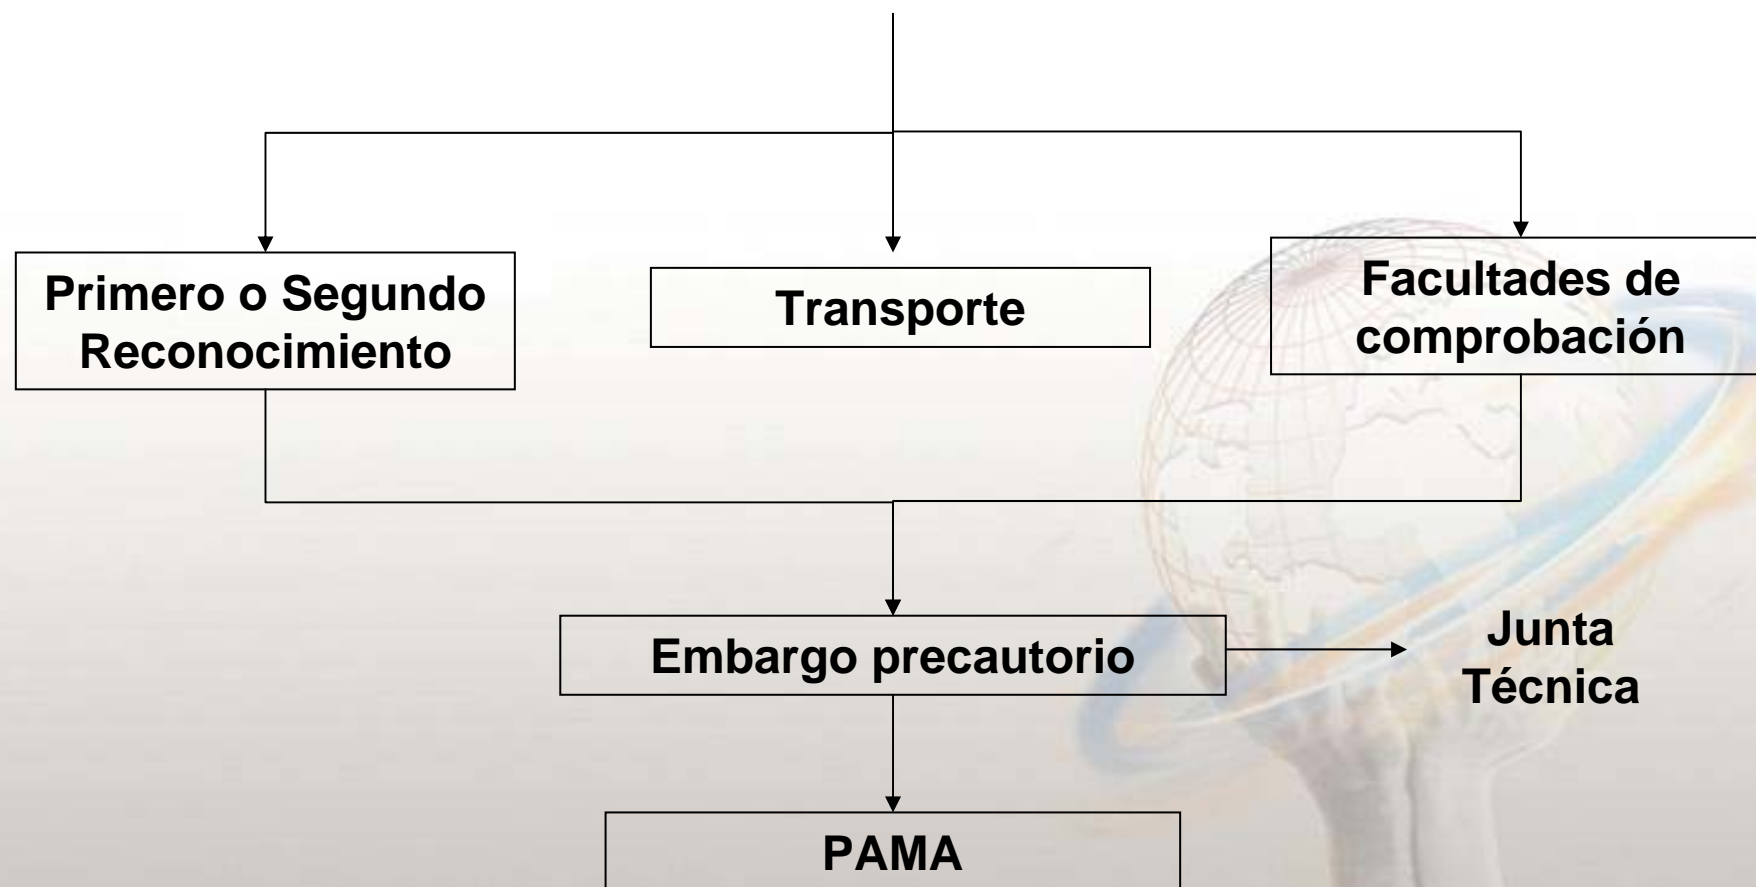 Primero o Segundo
Reconocimiento
Transporte
Facultades de
comprobación
Embargo precautorio
Junta
Técnica
PAMA